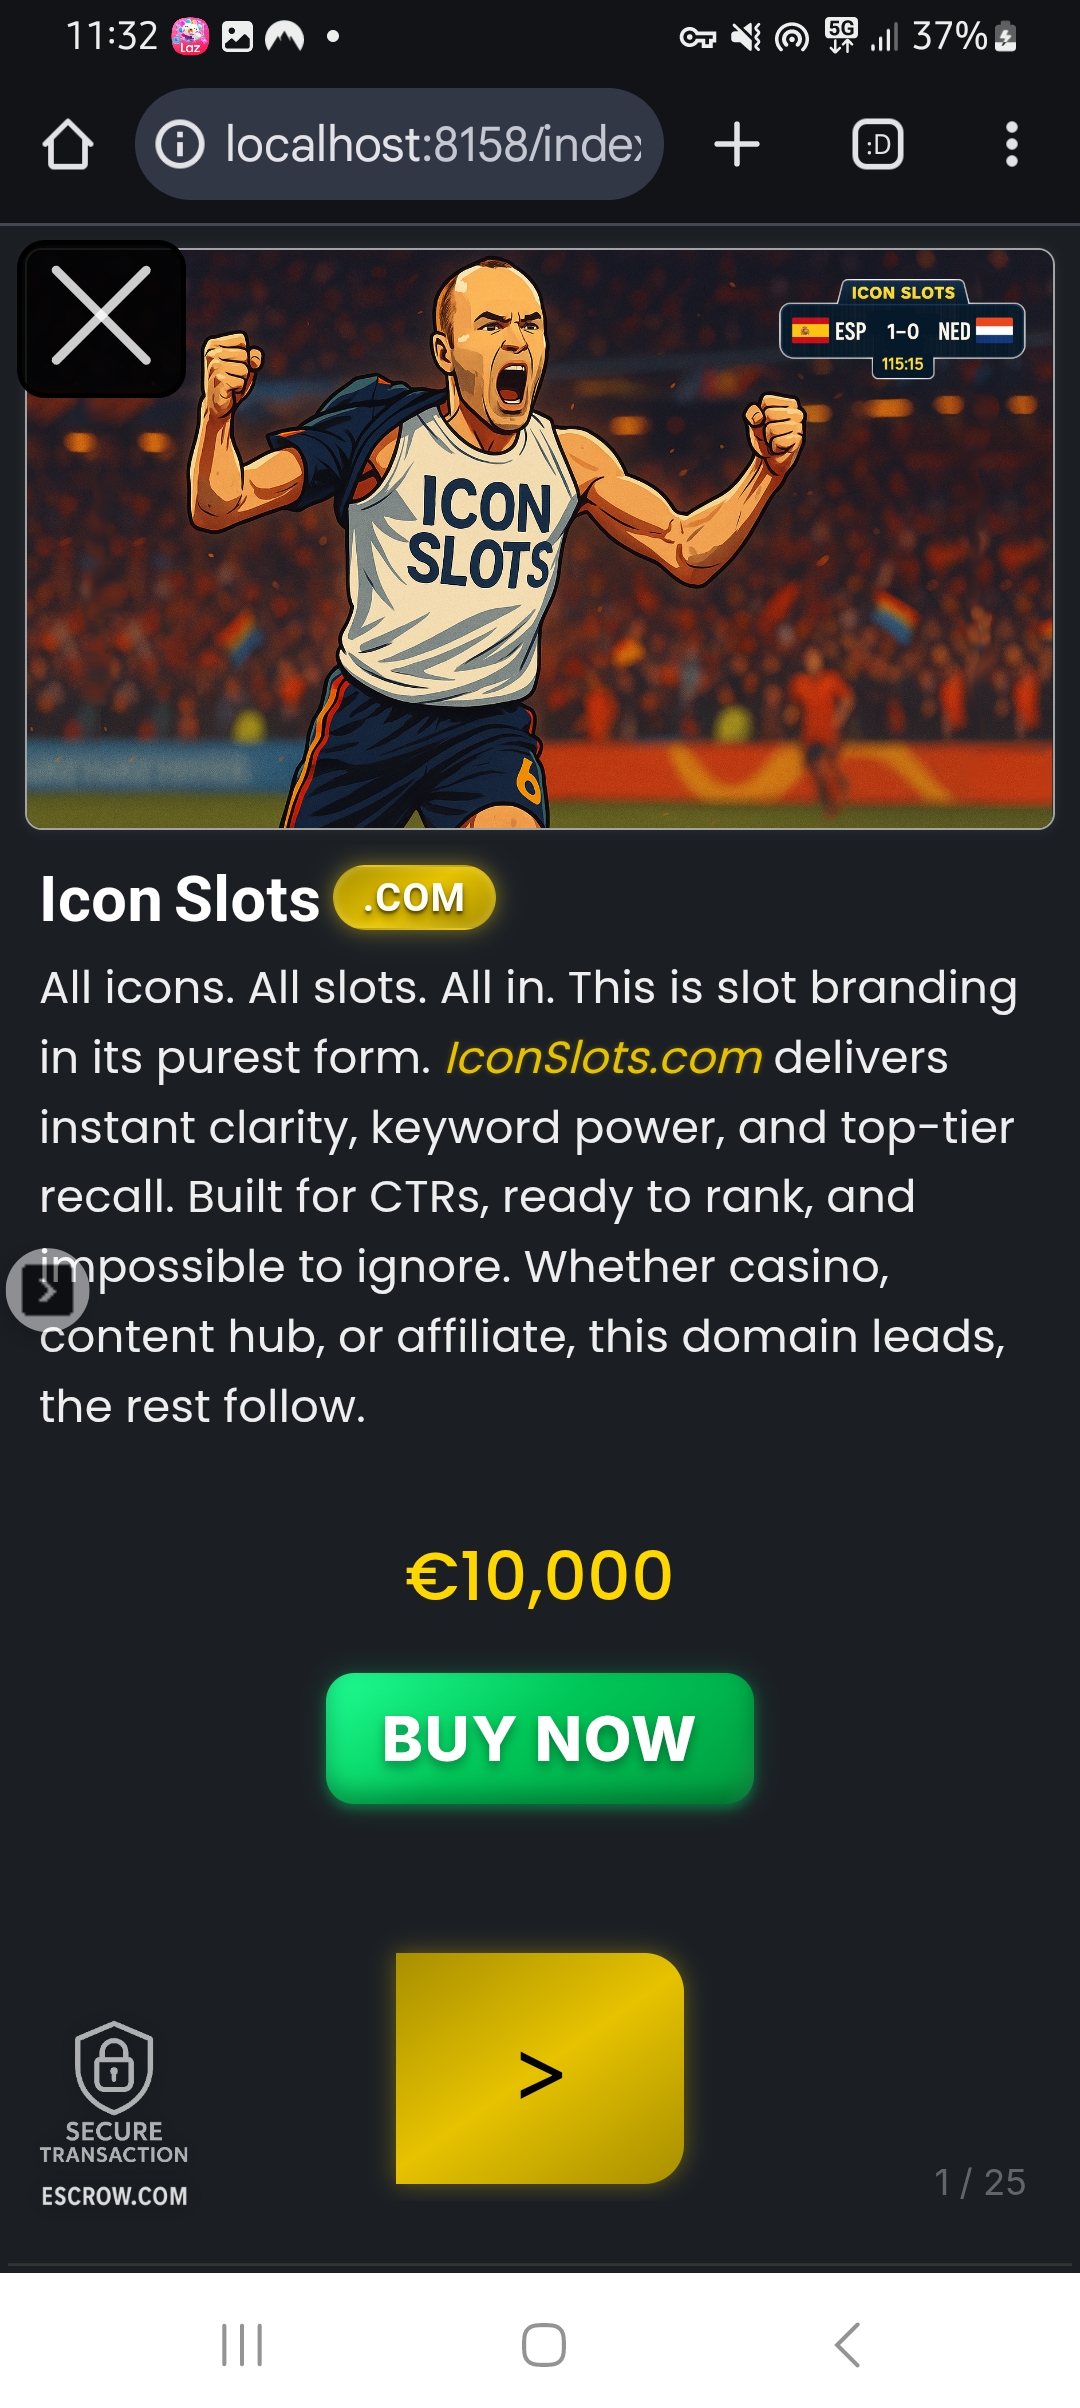 11:32
Laz
5G
37%
localhost:8158/index
:D
ICON SLOTS
ESP 1-0 NED
115:15
ICON
SLOTS
6
Icon Slots .COM
All icons. All slots. All in. This is slot branding
in its purest form. IconSlots.com delivers
instant clarity, keyword power, and top-tier
recall. Built for CTRs, ready to rank, and
impossible to ignore. Whether casino,
content hub, or affiliate, this domain leads,
the rest follow.
€10,000
BUY NOW
>
SECURE
TRANSACTION
ESCROW.COM
1 / 25